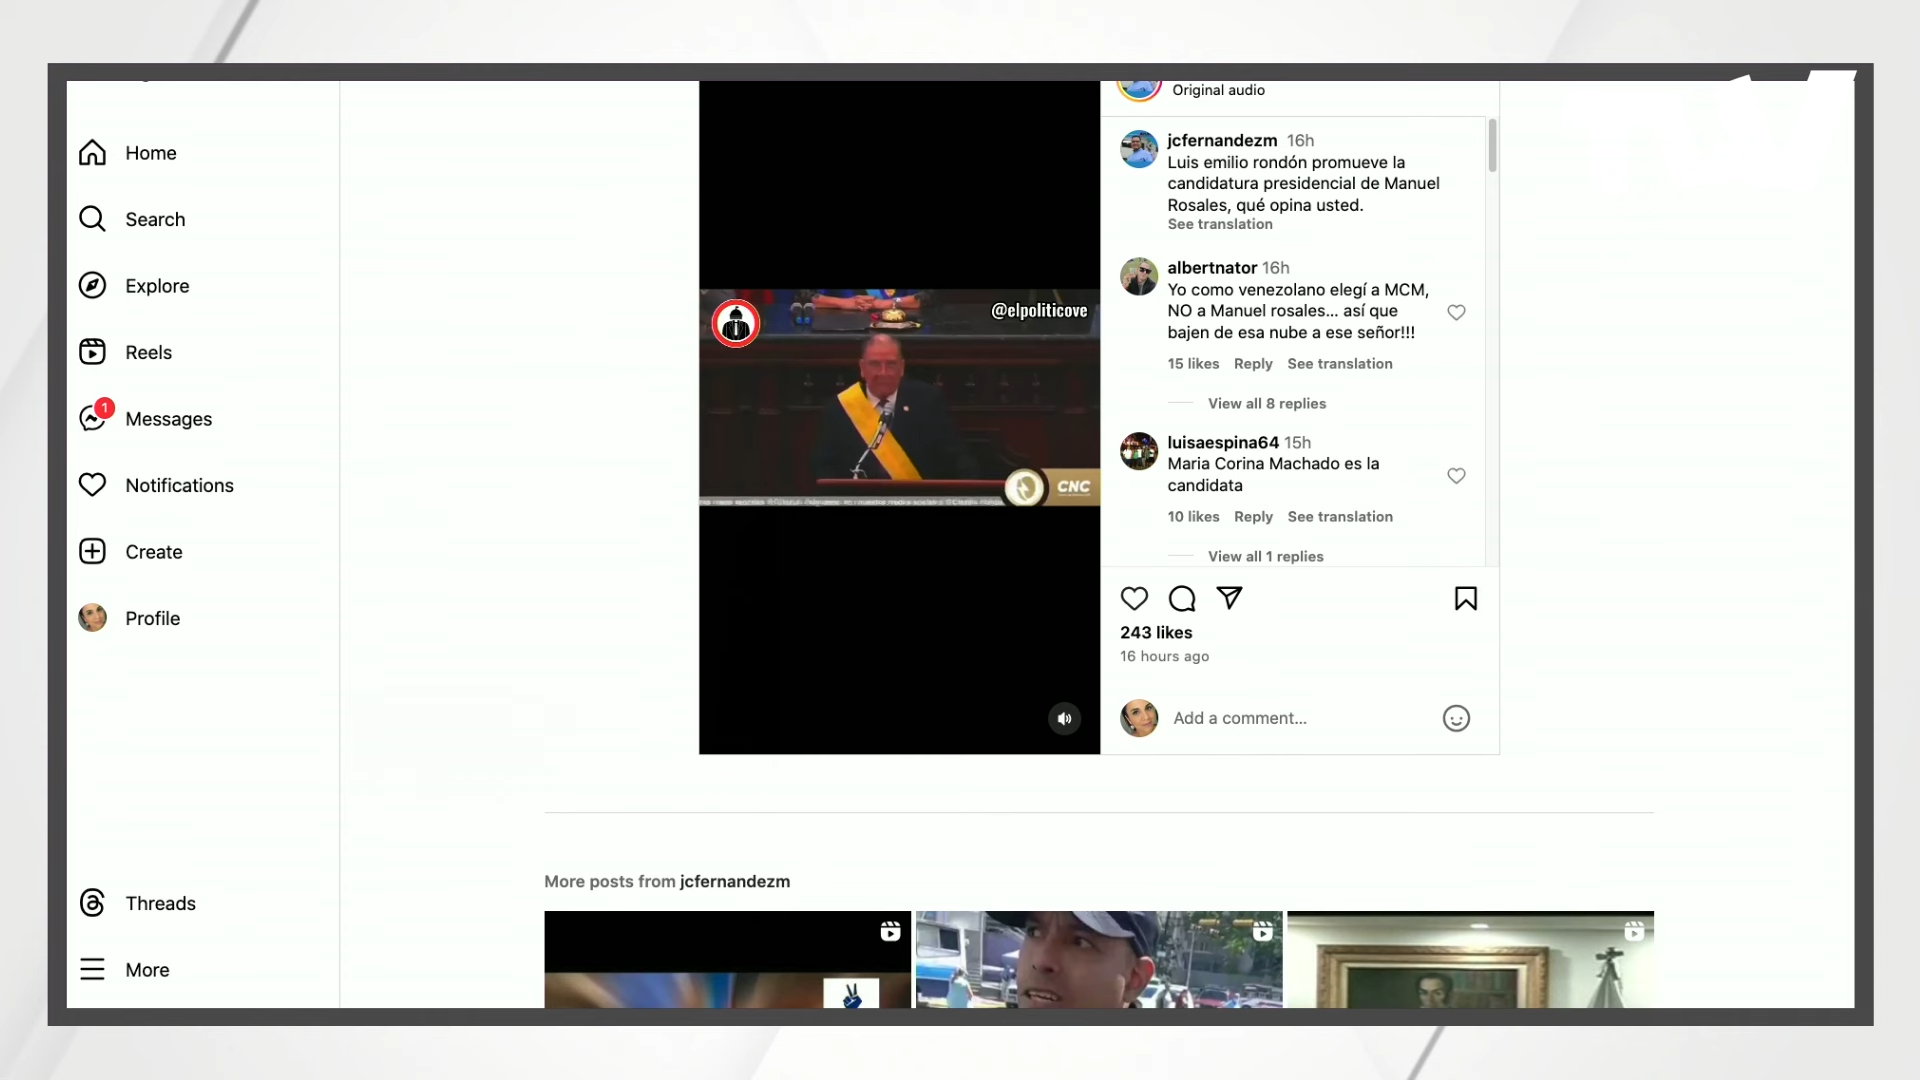 Original audio
Home
Search
Explore
Reels
1
Messages
Notifications
Create
Profile
Threads
More
@elpoliticove
CNC
jcfernandezm 16h
Luis emilio rondón promueve la
candidatura presidencial de Manuel
Rosales, qué opina usted.
See translation
albertnator 16h
Yo como venezolano elegí a MCM,
NO a Manuel rosales... así que
bajen de esa nube a ese señor!!!
15 likes Reply See translation
View all 8 replies
luisaespina64 15h
Maria Corina Machado es la
candidata
10 likes Reply See translation
View all 1 replies
243 likes
16 hours ago
Add a comment...
More posts from jcfernandezm